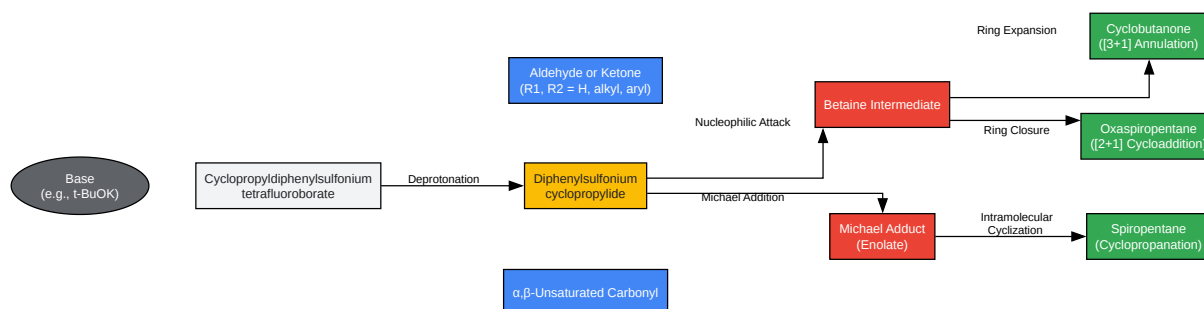 Base
(e.g., t-BuOK)
Cyclopropyldiphenylsulfonium
tetrafluoroborate
Deprotonation
Aldehyde or Ketone
(R1, R2 = H, alkyl, aryl)
Diphenylsulfonium
cyclopropylide
α,β-Unsaturated Carbonyl
Nucleophilic Attack
Michael Addition
Betaine Intermediate
Michael Adduct
(Enolate)
Ring Expansion
Ring Closure
Intramolecular
Cyclization
Cyclobutanone
([3+1] Annulation)
Oxaspiropentane
([2+1] Cycloaddition)
Spiropentane
(Cyclopropanation)